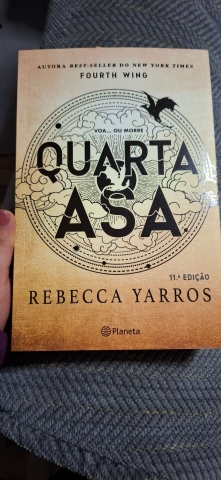 AUTORA BEST-SELLER DO NEW YORK TIMES
FOURTH WING
VOA... OU MORRE
QUARTA
ASA
11.ª EDIÇÃO
REBECCA YARROS
Planeta